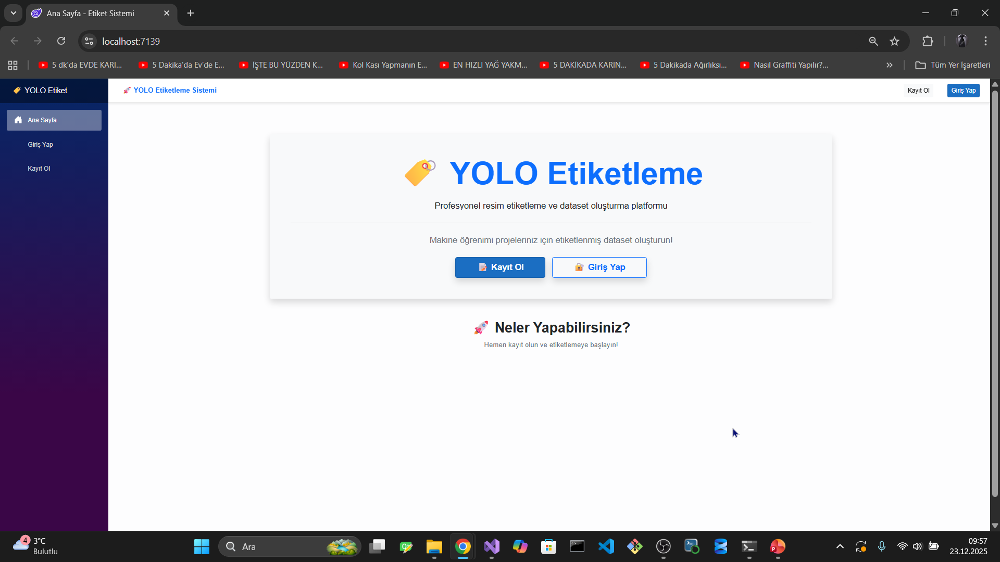 Ana Sayfa - Etiket Sistemi
localhost:7139
5 dk'da EVDE KARI...
5 Dakika'da Ev'de E...
İŞTE BU YÜZDEN K...
Kol Kası Yapmanın E...
EN HIZLI YAĞ YAKM...
5 DAKİKADA KARIN...
5 Dakikada Ağırlıksı...
Nasıl Graffiti Yapılır?...
Tüm Yer İşaretleri
YOLO Etiket
YOLO Etiketleme Sistemi
Kayıt Ol
Giriş Yap
Ana Sayfa
Giriş Yap
Kayıt Ol
YOLO Etiketleme
Profesyonel resim etiketleme ve dataset oluşturma platformu
Makine öğrenimi projeleriniz için etiketlenmiş dataset oluşturun!
Kayıt Ol
Giriş Yap
Neler Yapabilirsiniz?
Hemen kayıt olun ve etiketlemeye başlayın!
4
3°C
Bulutlu
Ara
09:57
23.12.2025